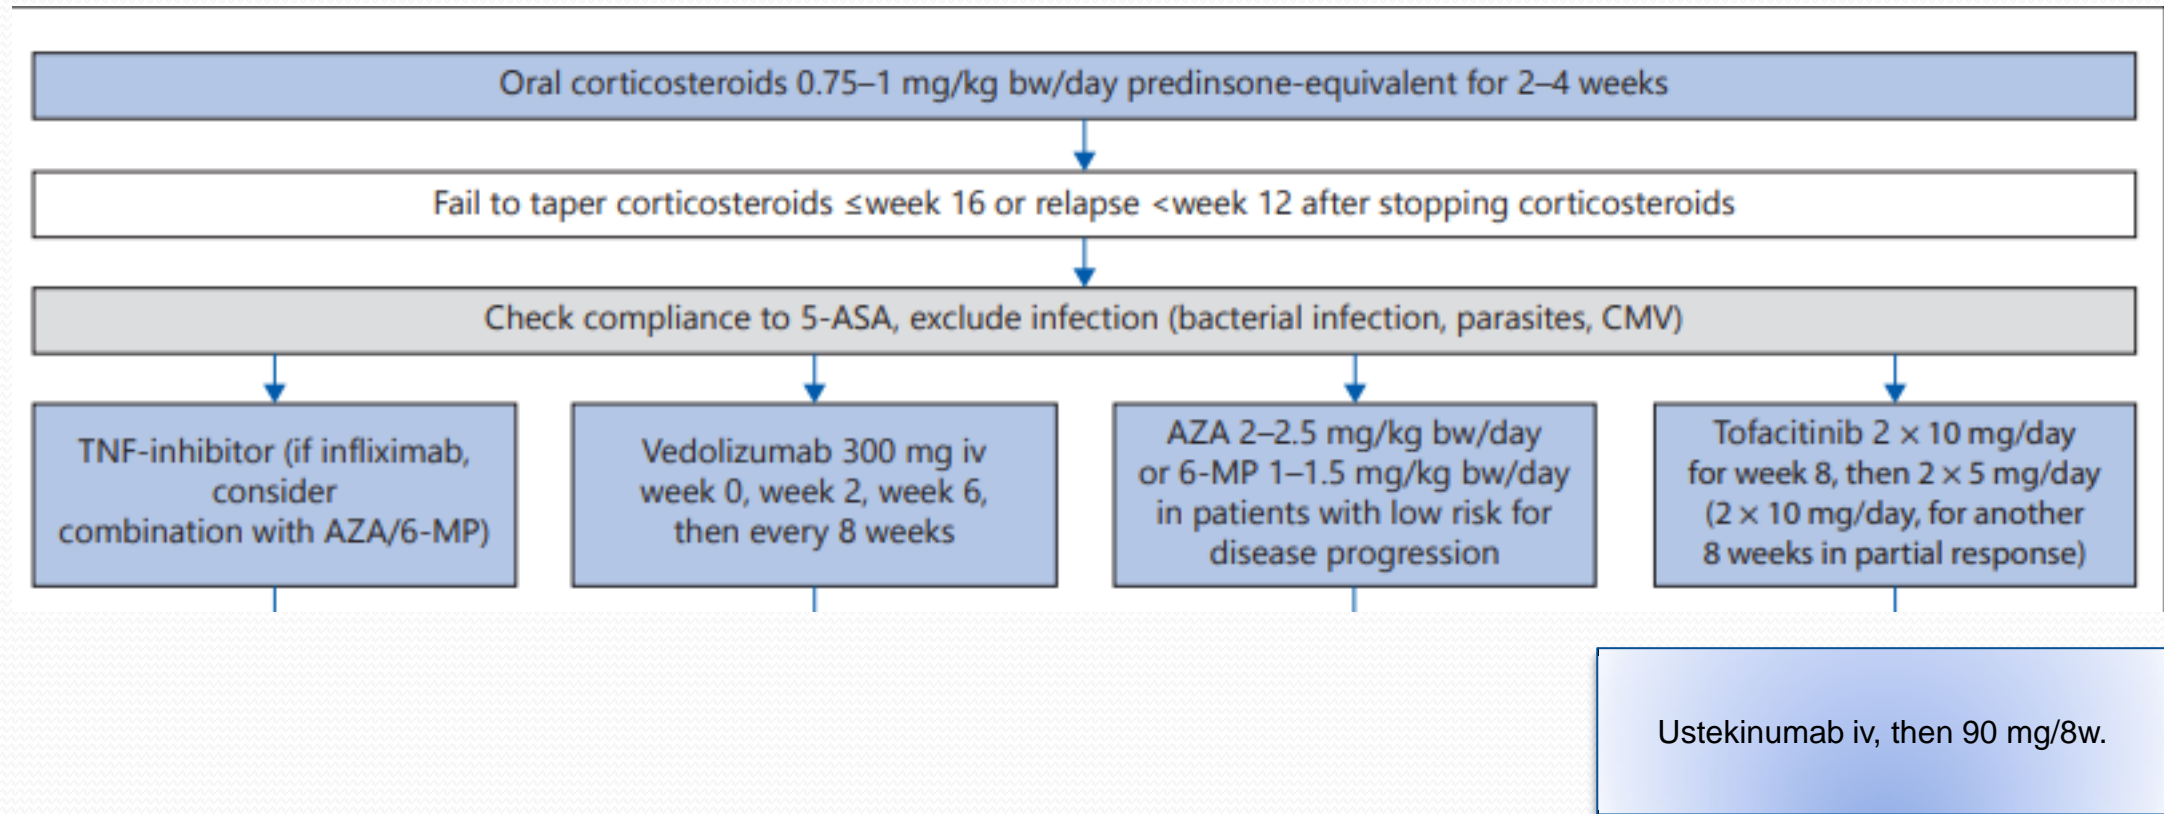 Oral corticosteroids 0.75–1 mg/kg bw/day predinsone-equivalent for 2–4 weeks
Fail to taper corticosteroids ≤week 16 or relapse <week 12 after stopping corticosteroids
Check compliance to 5-ASA, exclude infection (bacterial infection, parasites, CMV)
TNF-inhibitor (if infliximab,
consider
combination with AZA/6-MP)
Vedolizumab 300 mg iv
week 0, week 2, week 6,
then every 8 weeks
AZA 2–2.5 mg/kg bw/day
or 6-MP 1–1.5 mg/kg bw/day
in patients with low risk for
disease progression
Tofacitinib 2 × 10 mg/day
for week 8, then 2 × 5 mg/day
(2 × 10 mg/day, for another
8 weeks in partial response)
Ustekinumab iv, then 90 mg/8w.